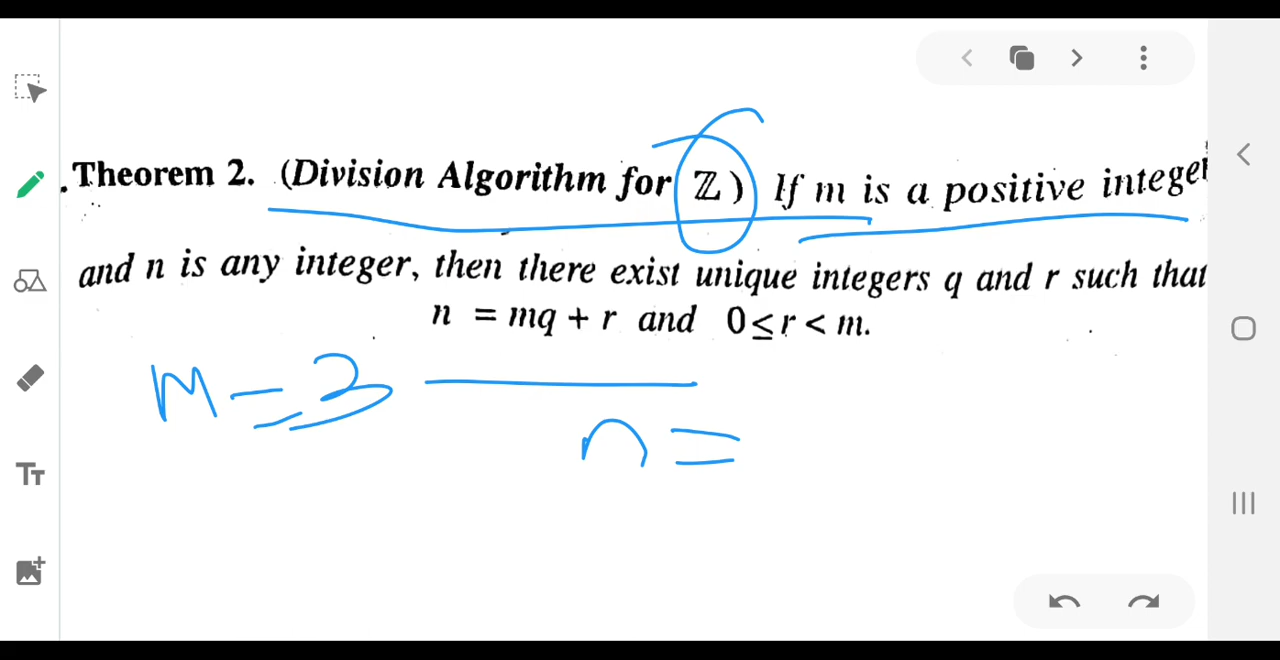 Theorem 2. (Division Algorithm for ℤ) If m is a positive integer
and n is any integer, then there exist unique integers q and r such that
n = mq + r and 0 ≤ r < m.
m = 3
n =
Tт